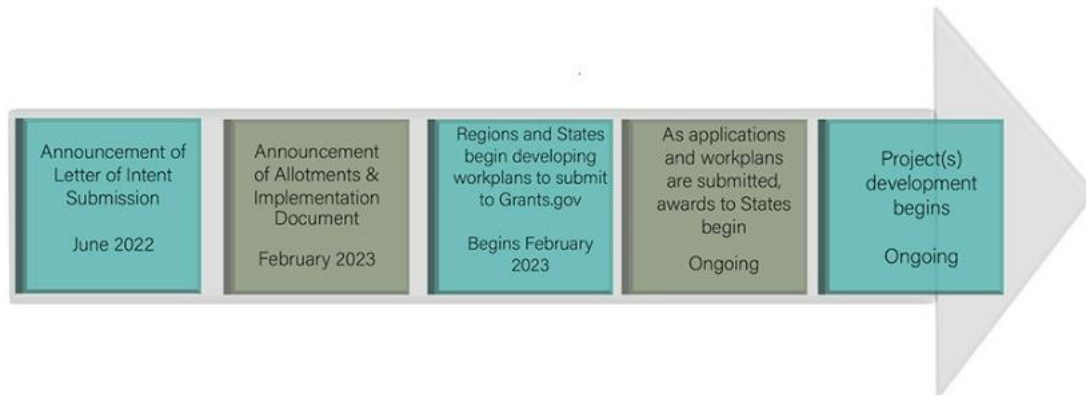 Announcement of
Letter of Intent
Submission
June 2022
Announcement
of Allotments &
Implementation
Document
February 2023
Regions and States
begin developing
workplans to submit
to Grants.gov
Begins February
2023
As applications
and workplans
are submitted,
awards to States
begin
Ongoing
Project(s)
development
begins
Ongoing